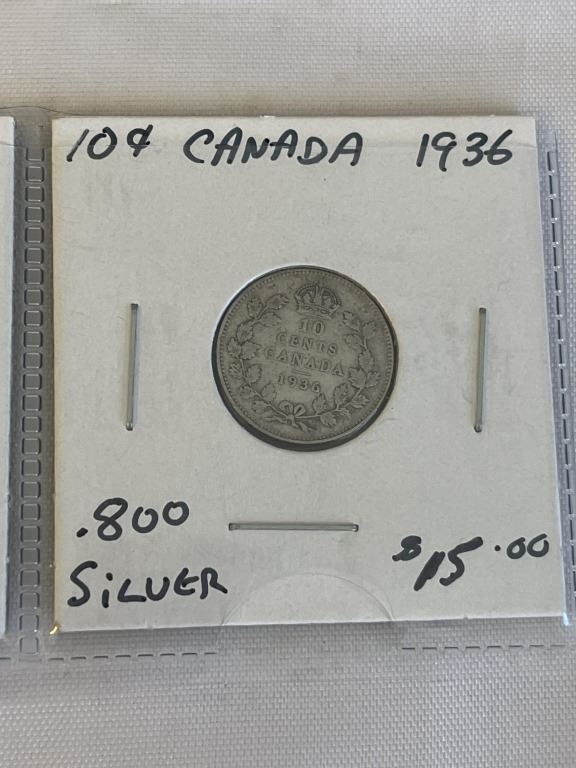 10¢ CANADA 1936
10
CENTS
CANADA
1936
.800
SILVER
$15.00